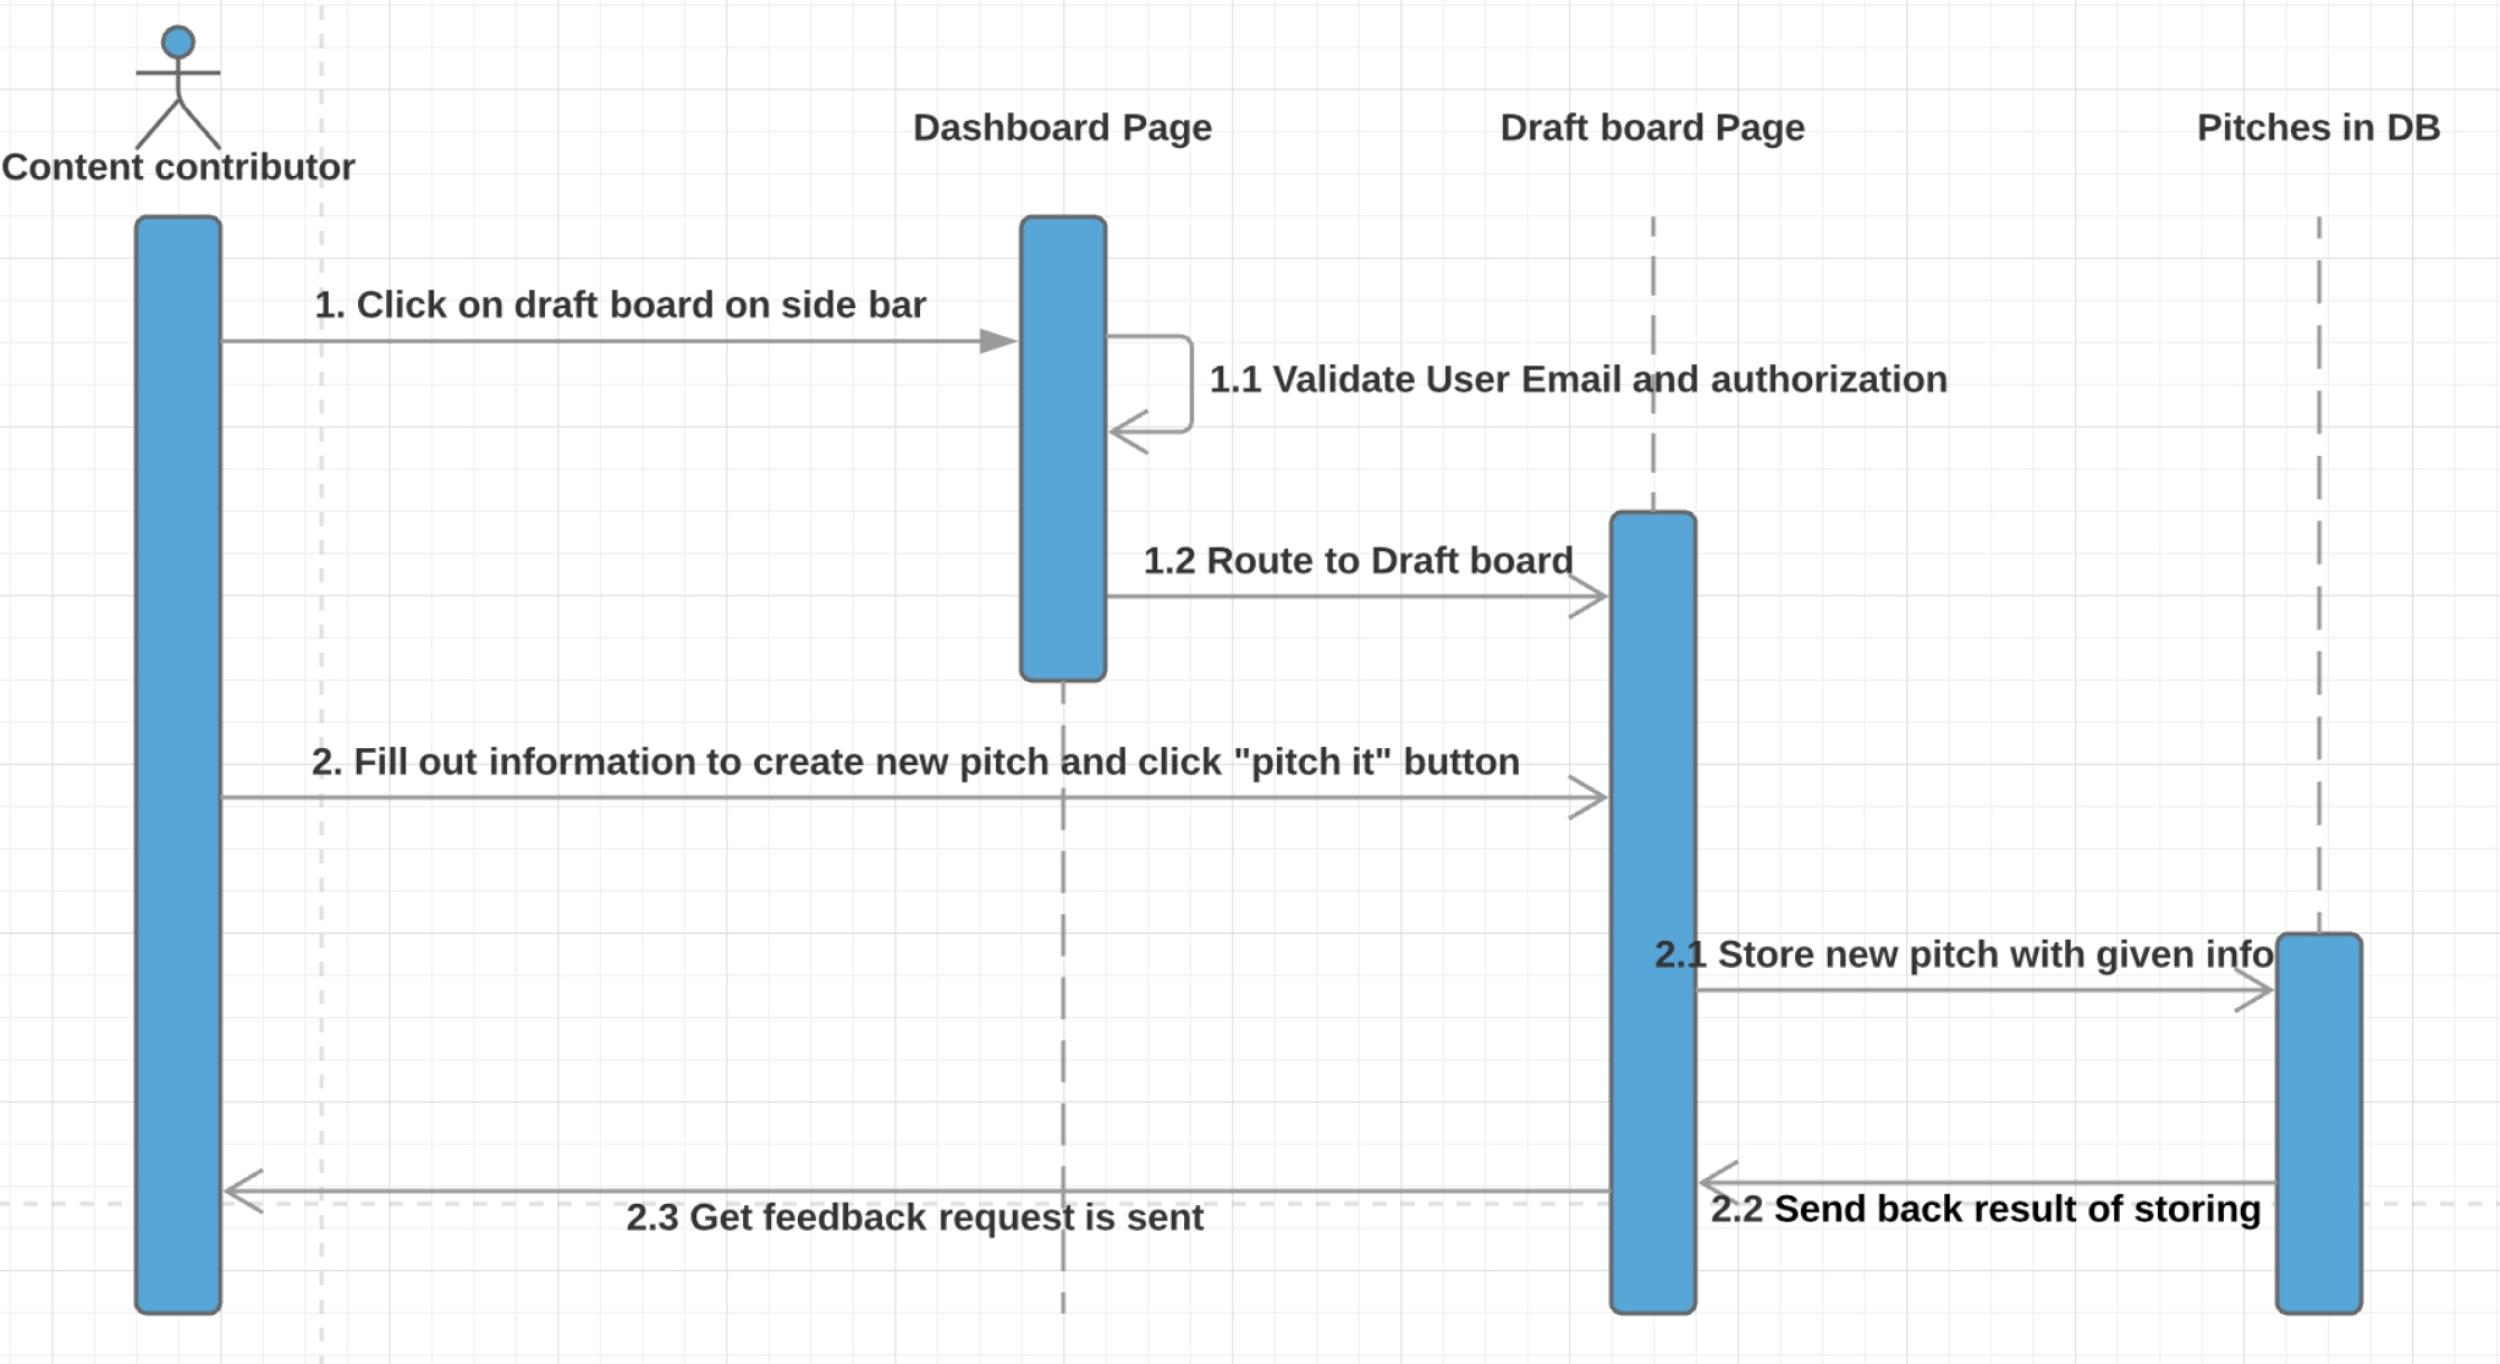 Content contributor
Dashboard Page
Draft board Page
Pitches in DB
1. Click on draft board on side bar
1.1 Validate User Email and authorization
1.2 Route to Draft board
2. Fill out information to create new pitch and click "pitch it" button
2.1 Store new pitch with given info
2.2 Send back result of storing
2.3 Get feedback request is sent